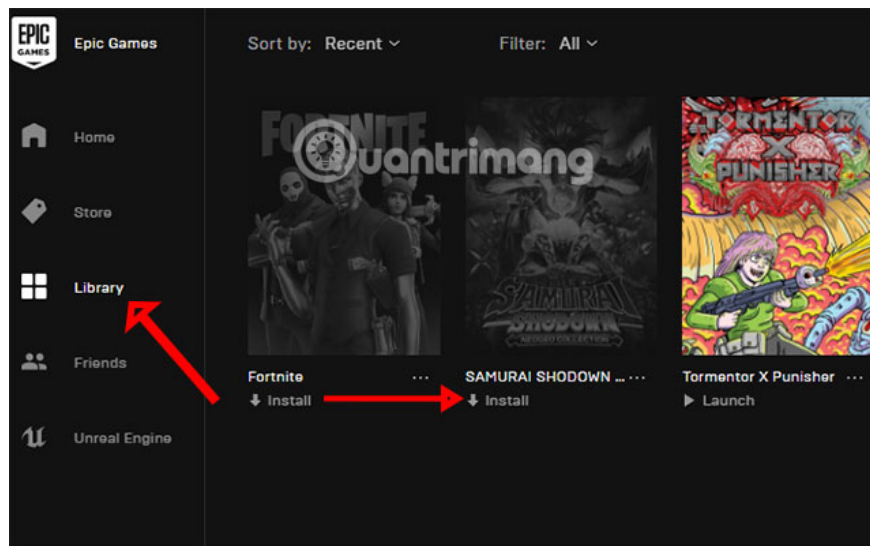 EPIC
GAMES
Epic Games
Sort by: Recent
Filter: All
Home
Store
Library
Friends
Unreal Engine
FORTNITE
Quantrimang
SAMURAI
SHODOWN
NEOGEO COLLECTION
TORMENTOR
X
PUNISHER
Fortnite ...
Install
SAMURAI SHODOWN ... ...
Install
Tormentor X Punisher ...
Launch